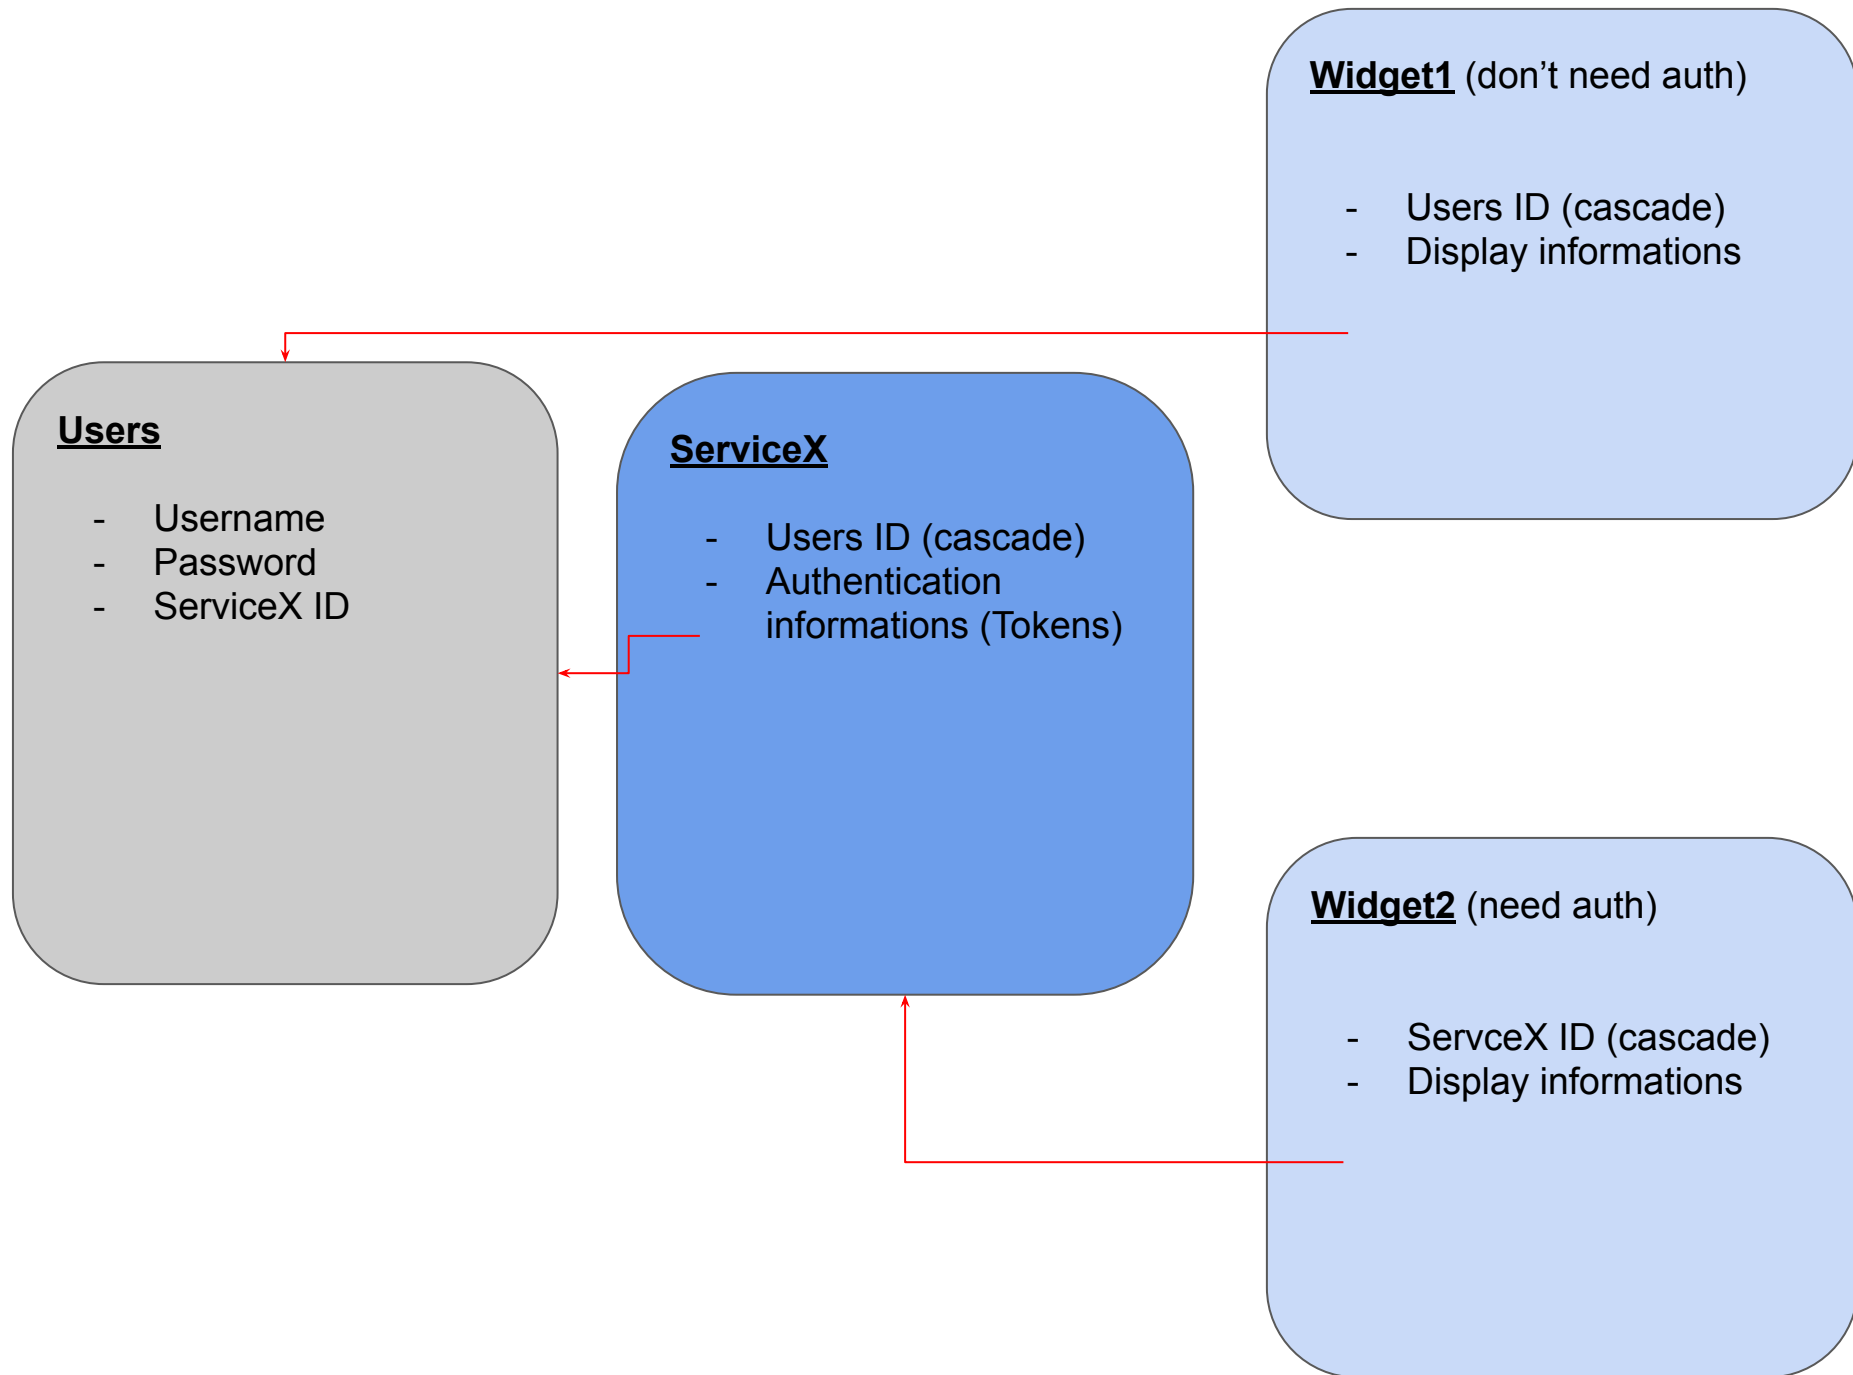 Widget1 (don’t need auth)
- Users ID (cascade)
- Display informations
Users
- Username
- Password
- ServiceX ID
ServiceX
- Users ID (cascade)
- Authentication
informations (Tokens)
Widget2 (need auth)
- ServceX ID (cascade)
- Display informations